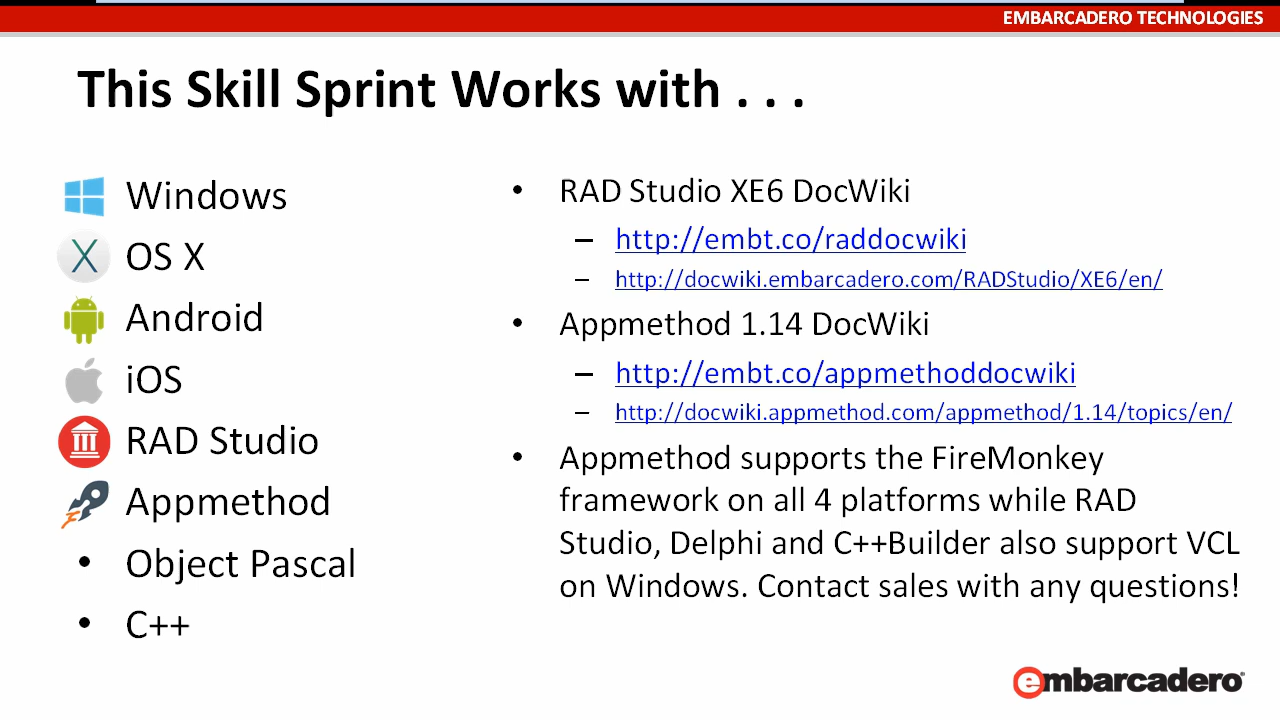 EMBARCADERO TECHNOLOGIES
This Skill Sprint Works with . . .
Windows
OS X
Android
iOS
RAD Studio
Appmethod
• Object Pascal
• C++
• RAD Studio XE6 DocWiki
– http://embt.co/raddocwiki
– http://docwiki.embarcadero.com/RADStudio/XE6/en/
• Appmethod 1.14 DocWiki
– http://embt.co/appmethoddocwiki
– http://docwiki.appmethod.com/appmethod/1.14/topics/en/
• Appmethod supports the FireMonkey
framework on all 4 platforms while RAD
Studio, Delphi and C++Builder also support VCL
on Windows. Contact sales with any questions!
embarcadero